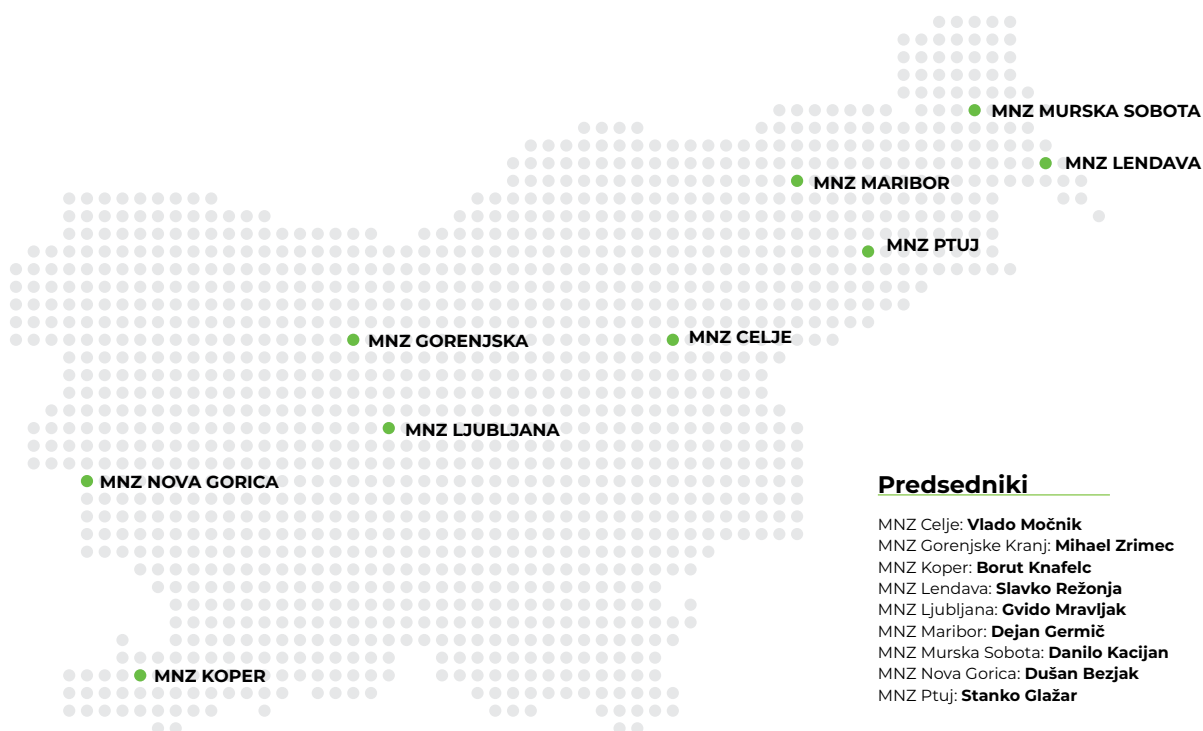 MNZ MURSKA SOBOTA
MNZ LENDAVA
MNZ MARIBOR
MNZ PTUJ
MNZ GORENJSKA
MNZ CELJE
MNZ LJUBLJANA
MNZ NOVA GORICA
MNZ KOPER
Predsedniki
MNZ Celje: Vlado Močnik
MNZ Gorenjske Kranj: Mihael Zrimec
MNZ Koper: Borut Knafelc
MNZ Lendava: Slavko Režonja
MNZ Ljubljana: Gvido Mravljak
MNZ Maribor: Dejan Germič
MNZ Murska Sobota: Danilo Kacijan
MNZ Nova Gorica: Dušan Bezjak
MNZ Ptuj: Stanko Glažar